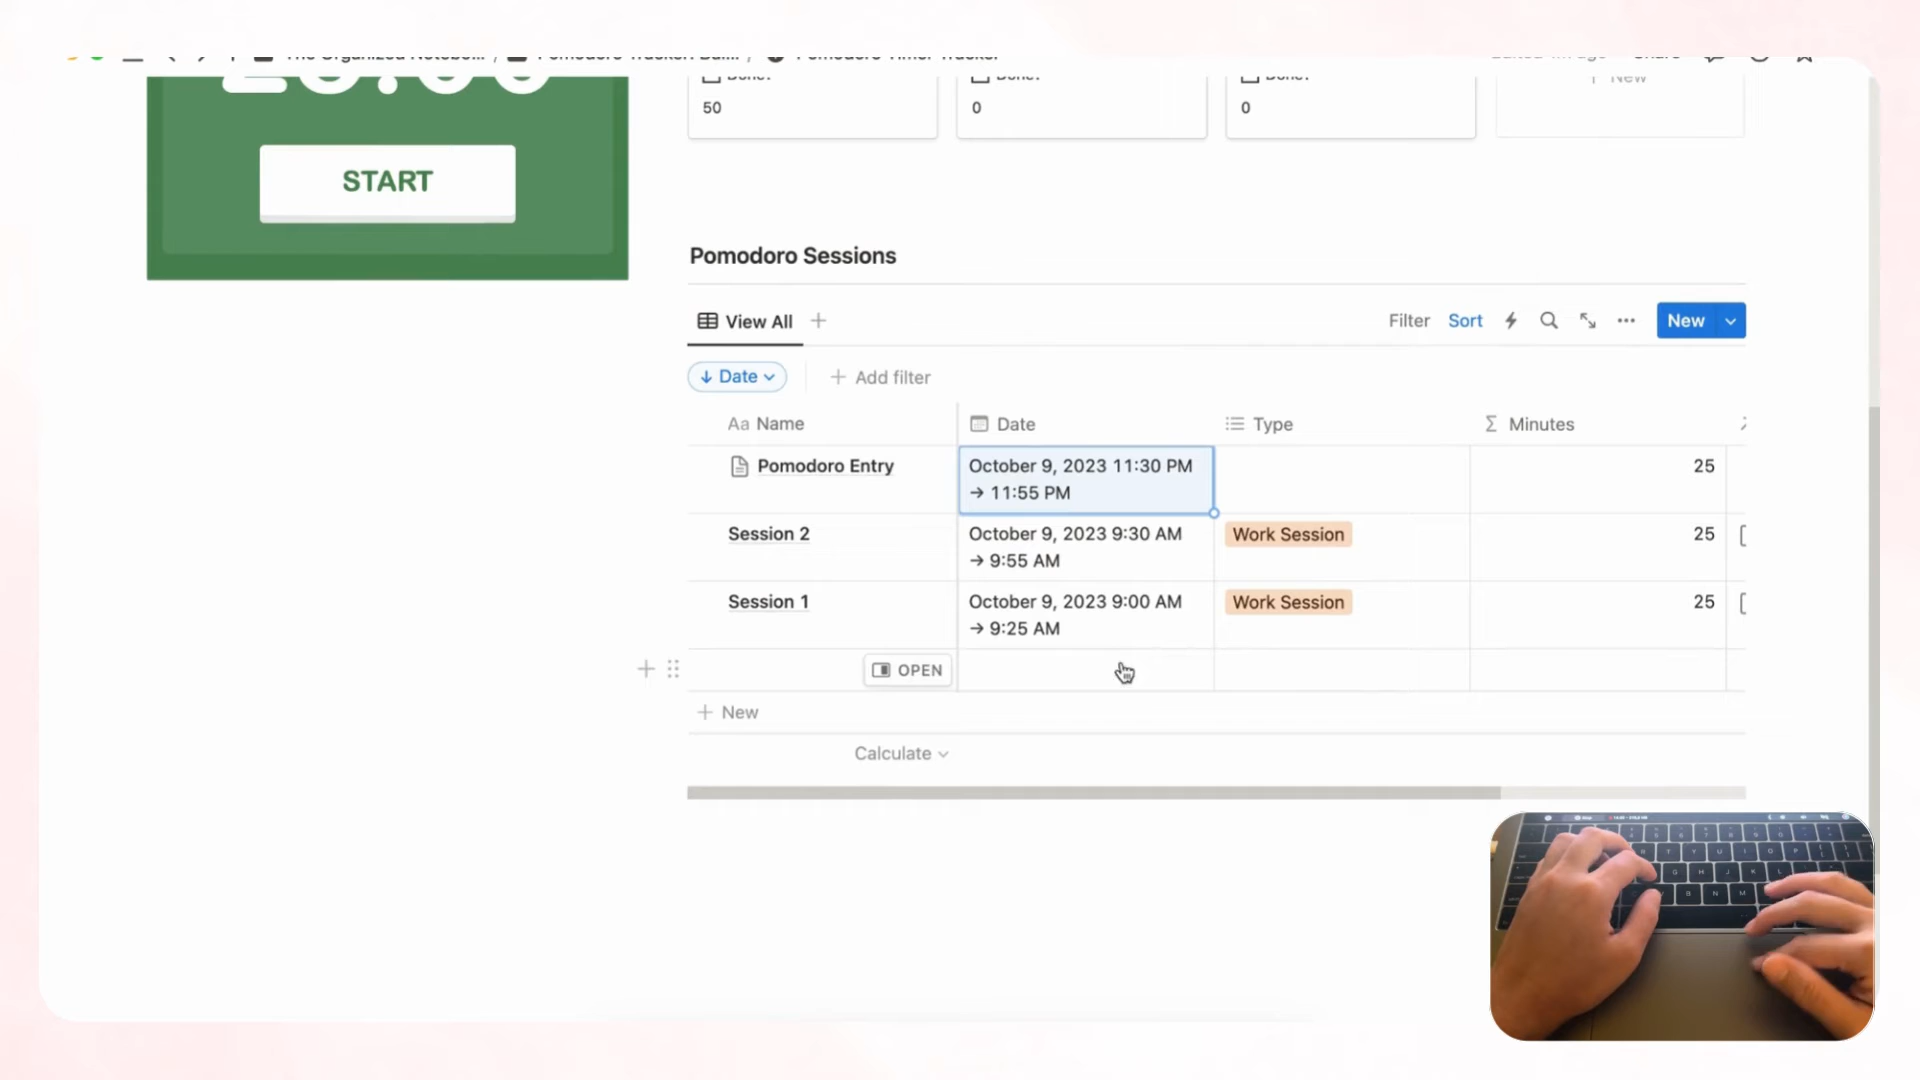 START
50
0
0
New
Pomodoro Sessions
View All
Filter Sort New
Date
Add filter
Aa Name Date Type Σ Minutes
Pomodoro Entry October 9, 2023 11:30 PM → 11:55 PM 25
Session 2 October 9, 2023 9:30 AM → 9:55 AM Work Session 25
Session 1 October 9, 2023 9:00 AM → 9:25 AM Work Session 25
OPEN
+ New
Calculate